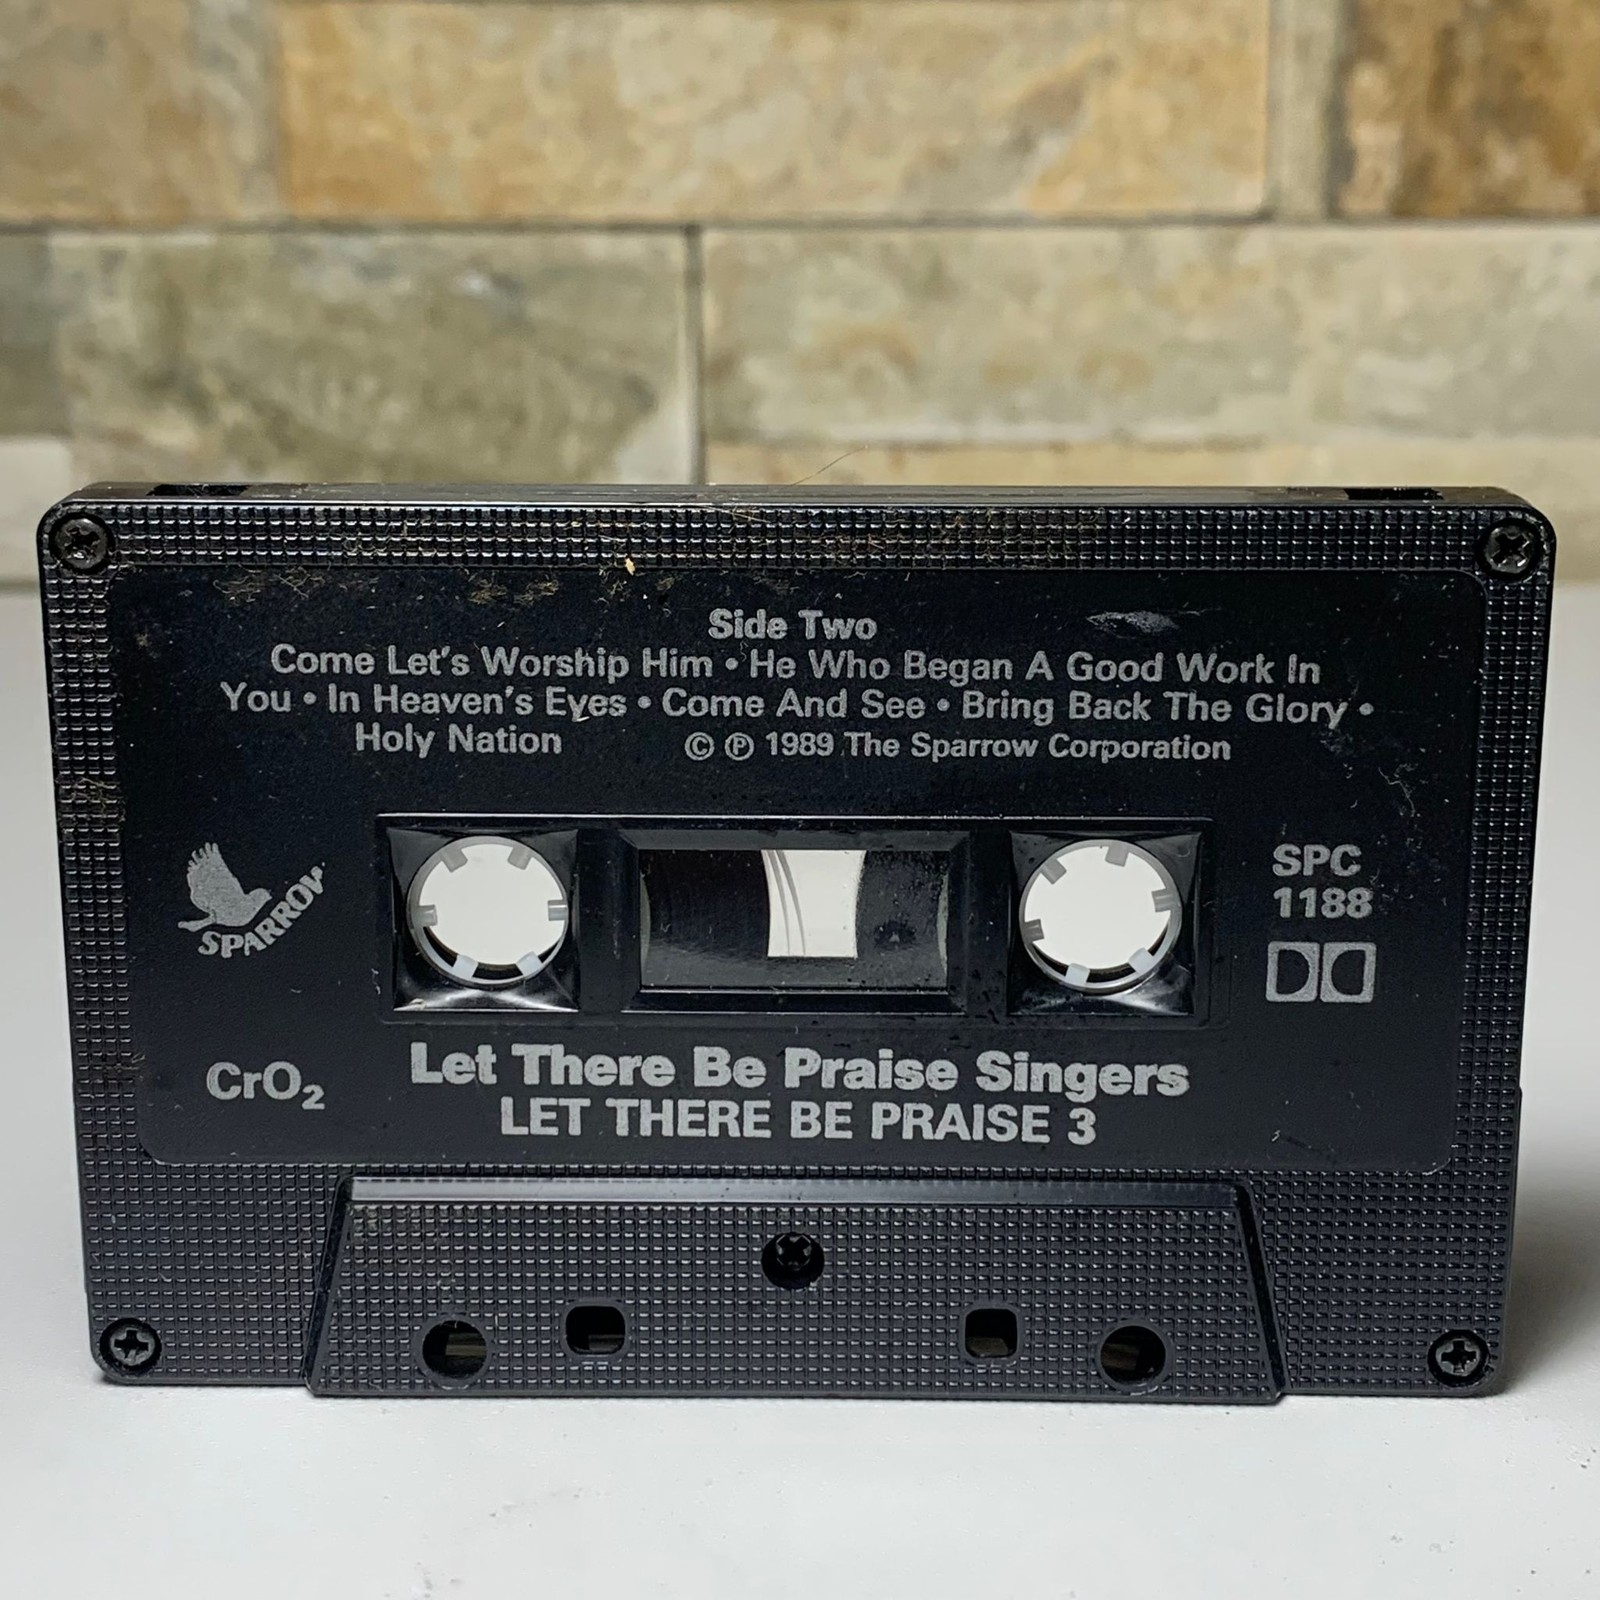 Side Two
Come Let's Worship Him • He Who Began A Good Work In
You • In Heaven's Eyes • Come And See • Bring Back The Glory •
Holy Nation © ℗ 1989 The Sparrow Corporation
SPARROW
SPC
1188
CrO₂
Let There Be Praise Singers
LET THERE BE PRAISE 3